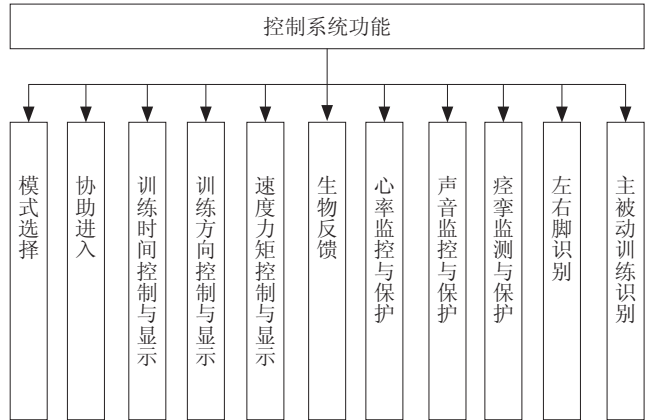 控制系统功能
模式选择
协助进入
训练时间控制与显示
训练方向控制与显示
速度力矩控制与显示
生物反馈
心率监控与保护
声音监控与保护
痉挛监测与保护
左右脚识别
主被动训练识别